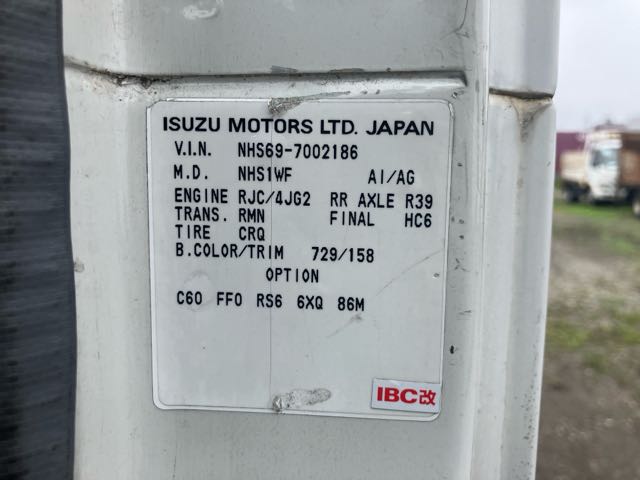 ISUZU MOTORS LTD. JAPAN
V.I.N. NHS69-7002186
M.D. NHS1WF AI/AG
ENGINE RJC/4JG2 RR AXLE R39
TRANS. RMN FINAL HC6
TIRE CRQ
B.COLOR/TRIM 729/158
OPTION
C60 FF0 RS6 6XQ 86M
IBC改